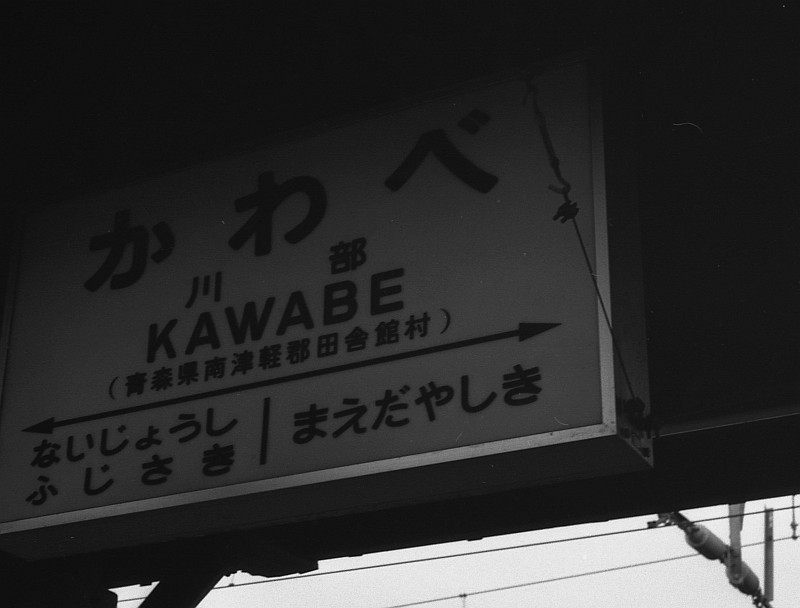 かわべ
川部
KAWABE
（青森県南津軽郡田舎館村）
ないじょうし
ふじさき
まえだやしき